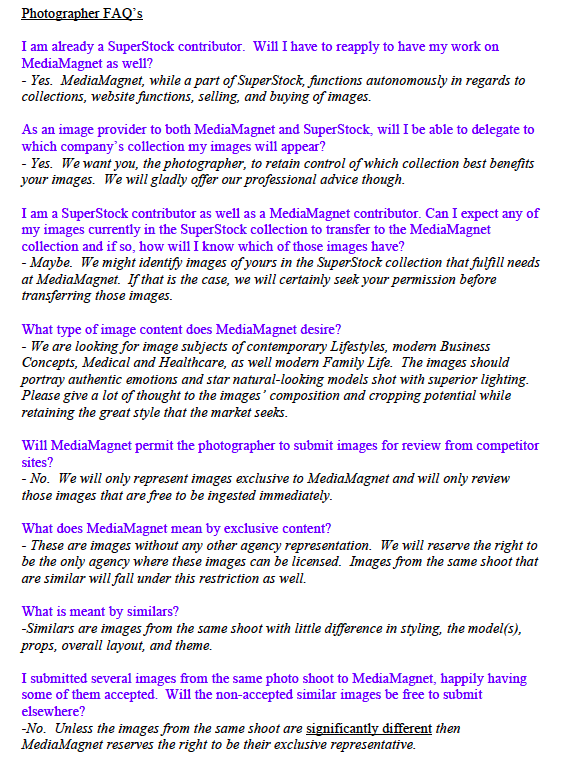 Photographer FAQ's
I am already a SuperStock contributor.  Will I have to reapply to have my work on
MediaMagnet as well?
- Yes.  MediaMagnet, while a part of SuperStock, functions autonomously in regards to
collections, website functions, selling, and buying of images.
As an image provider to both MediaMagnet and SuperStock, will I be able to delegate to
which company's collection my images will appear?
- Yes.  We want you, the photographer, to retain control of which collection best benefits
your images.  We will gladly offer our professional advice though.
I am a SuperStock contributor as well as a MediaMagnet contributor. Can I expect any of
my images currently in the SuperStock collection to transfer to the MediaMagnet
collection and if so, how will I know which of those images have?
- Maybe.  We might identify images of yours in the SuperStock collection that fulfill needs
at MediaMagnet.  If that is the case, we will certainly seek your permission before
transferring those images.
What type of image content does MediaMagnet desire?
- We are looking for image subjects of contemporary Lifestyles, modern Business
Concepts, Medical and Healthcare, as well modern Family Life.  The images should
portray authentic emotions and star natural-looking models shot with superior lighting.
Please give a lot of thought to the images' composition and cropping potential while
retaining the great style that the market seeks.
Will MediaMagnet permit the photographer to submit images for review from competitor
sites?
- No.  We will only represent images exclusive to MediaMagnet and will only review
those images that are free to be ingested immediately.
What does MediaMagnet mean by exclusive content?
- These are images without any other agency representation.  We will reserve the right to
be the only agency where these images can be licensed.  Images from the same shoot that
are similar will fall under this restriction as well.
What is meant by similars?
-Similars are images from the same shoot with little difference in styling, the model(s),
props, overall layout, and theme.
I submitted several images from the same photo shoot to MediaMagnet, happily having
some of them accepted.  Will the non-accepted similar images be free to submit
elsewhere?
-No.  Unless the images from the same shoot are significantly different then
MediaMagnet reserves the right to be their exclusive representative.